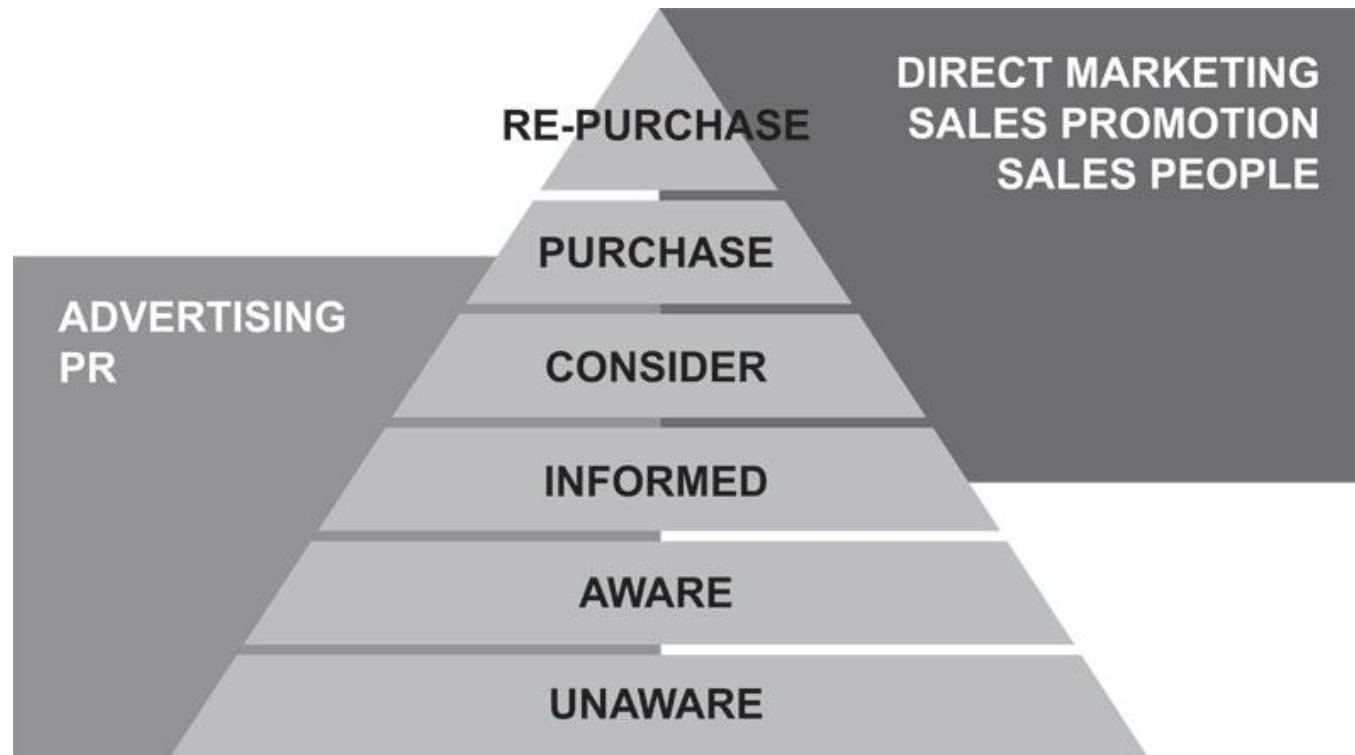 DIRECT MARKETING
SALES PROMOTION
SALES PEOPLE
RE-PURCHASE
PURCHASE
ADVERTISING
PR
CONSIDER
INFORMED
AWARE
UNAWARE